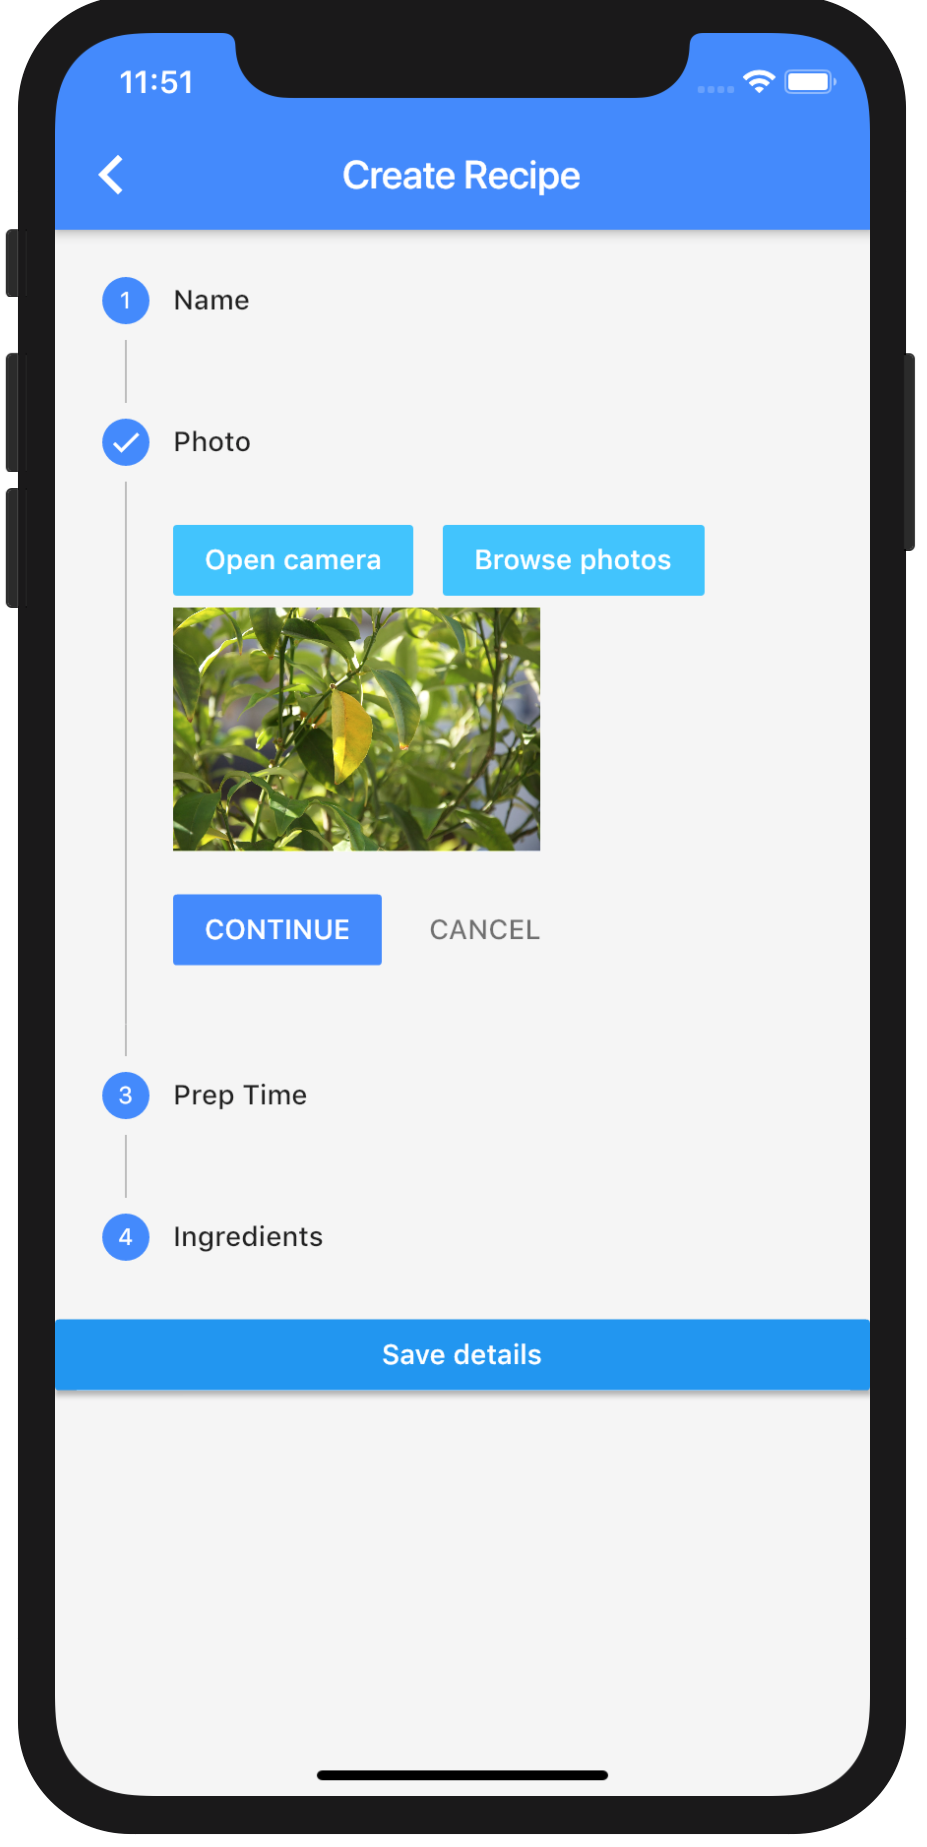 11:51
Create Recipe
1 Name
Photo
Open camera Browse photos
CONTINUE CANCEL
3 Prep Time
4 Ingredients
Save details